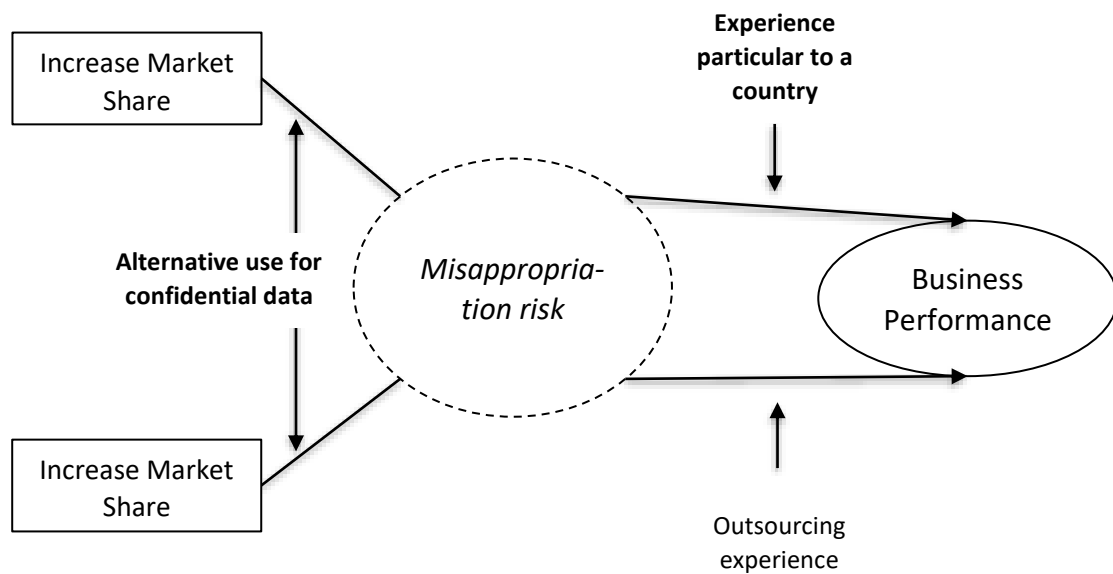 Increase Market
Share
Experience
particular to a
country
Alternative use for
confidential data
Misappropria-
tion risk
Business
Performance
Increase Market
Share
Outsourcing
experience